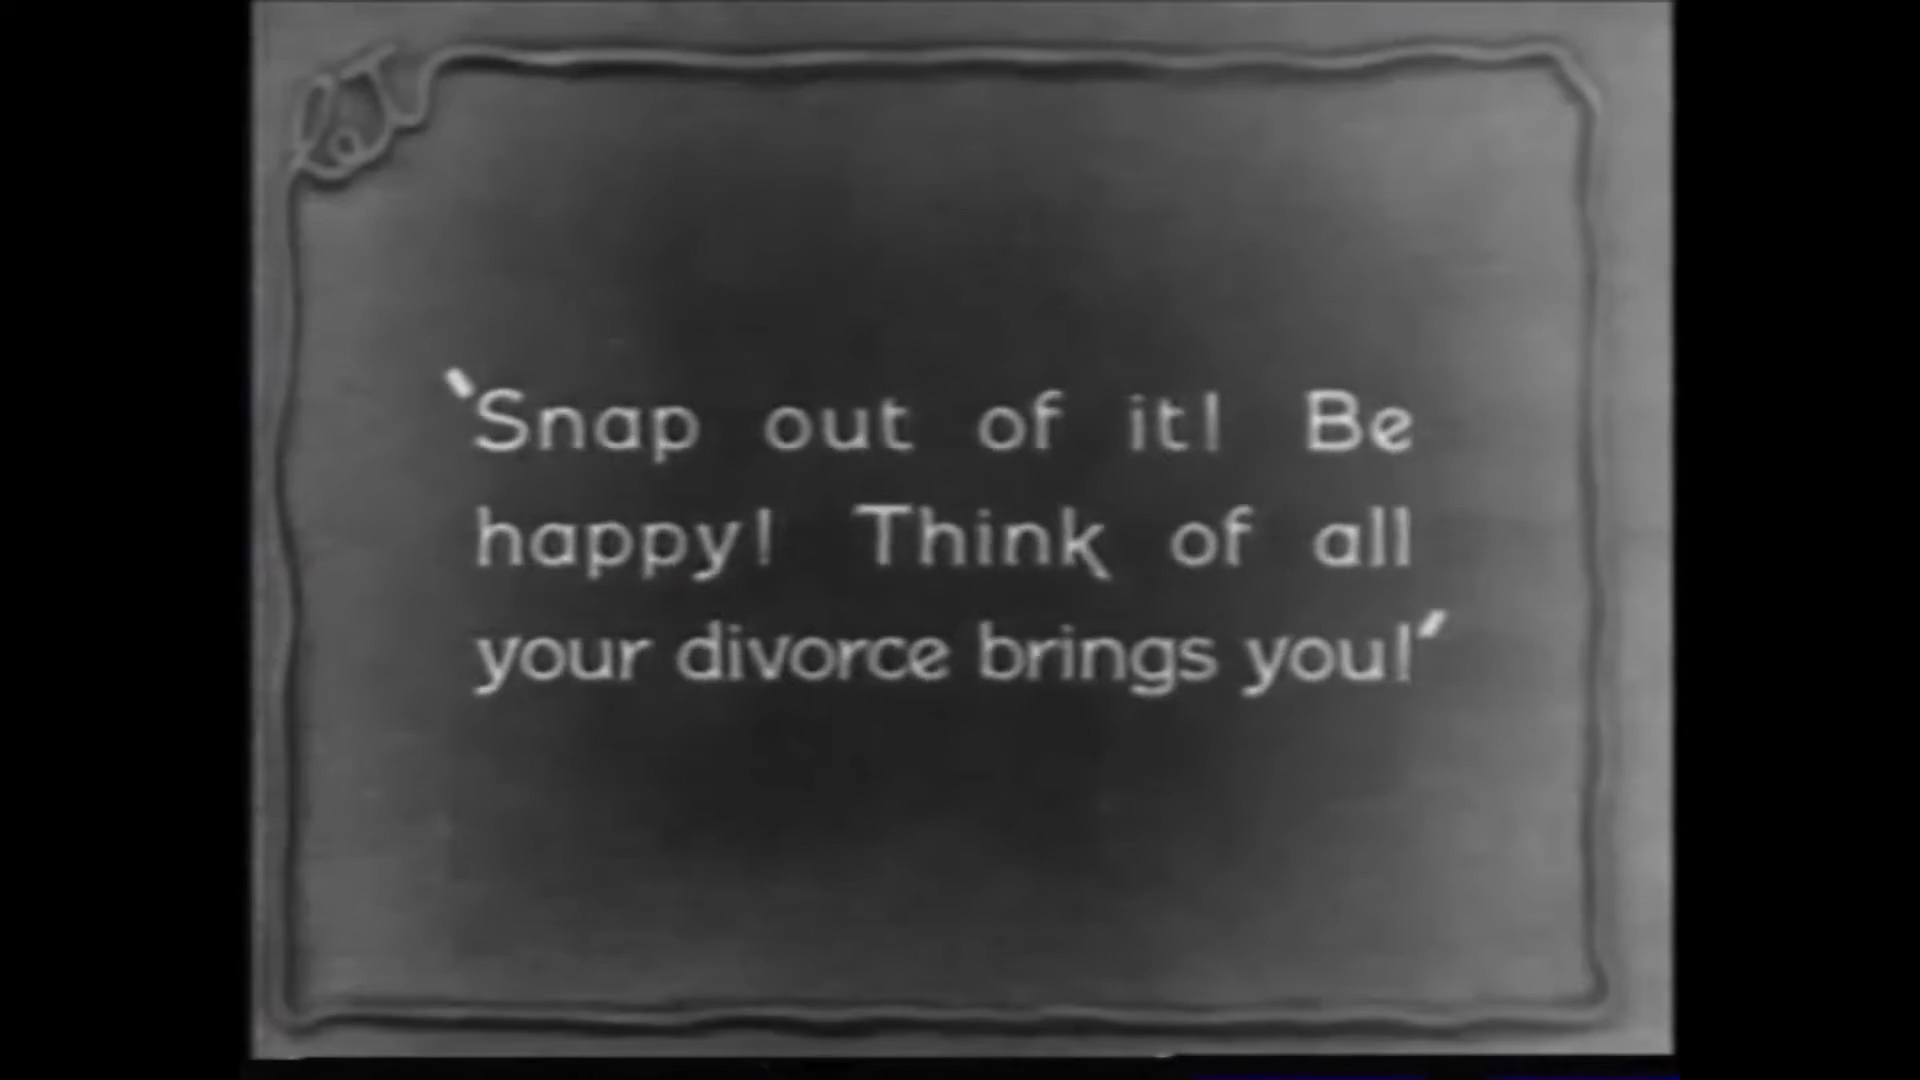 ‘Snap out of it! Be
happy! Think of all
your divorce brings you!’